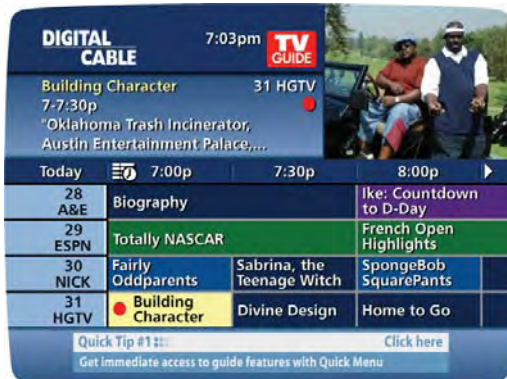 DIGITAL
CABLE
7:03pm
TV
GUIDE
Building Character
31 HGTV
7-7:30p
"Oklahoma Trash Incinerator,
Austin Entertainment Palace,....
Today
7:00p
7:30p
8:00p
28
A&E
Biography
Ike: Countdown
to D-Day
29
ESPN
Totally NASCAR
French Open
Highlights
30
NICK
Fairly
Oddparents
Sabrina, the
Teenage Witch
SpongeBob
SquarePants
31
HGTV
Building
Character
Divine Design
Home to Go
Quick Tip #1
Click here
Get immediate access to guide features with Quick Menu